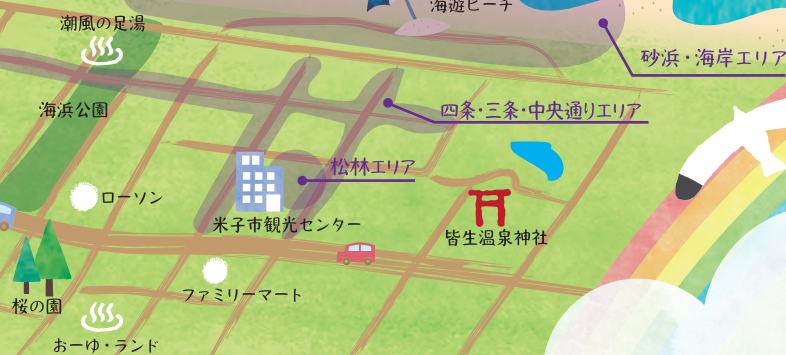 海遊ビーチ
潮風の足湯
砂浜・海岸エリア
海浜公園
四条・三条・中央通りエリア
松林エリア
ローソン
米子市観光センター
皆生温泉神社
ファミリーマート
桜の園
おーゆ・ランド